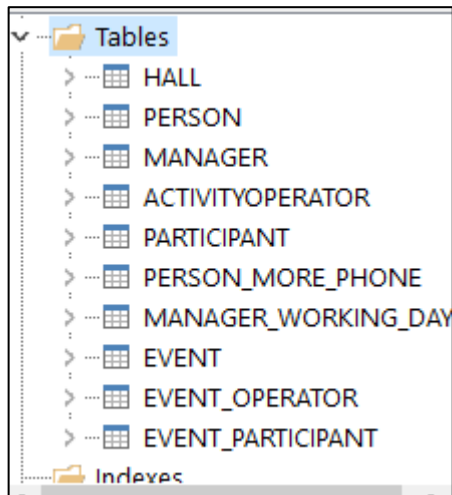 Tables
HALL
PERSON
MANAGER
ACTIVITYOPERATOR
PARTICIPANT
PERSON_MORE_PHONE
MANAGER_WORKING_DAY
EVENT
EVENT_OPERATOR
EVENT_PARTICIPANT
Indexes